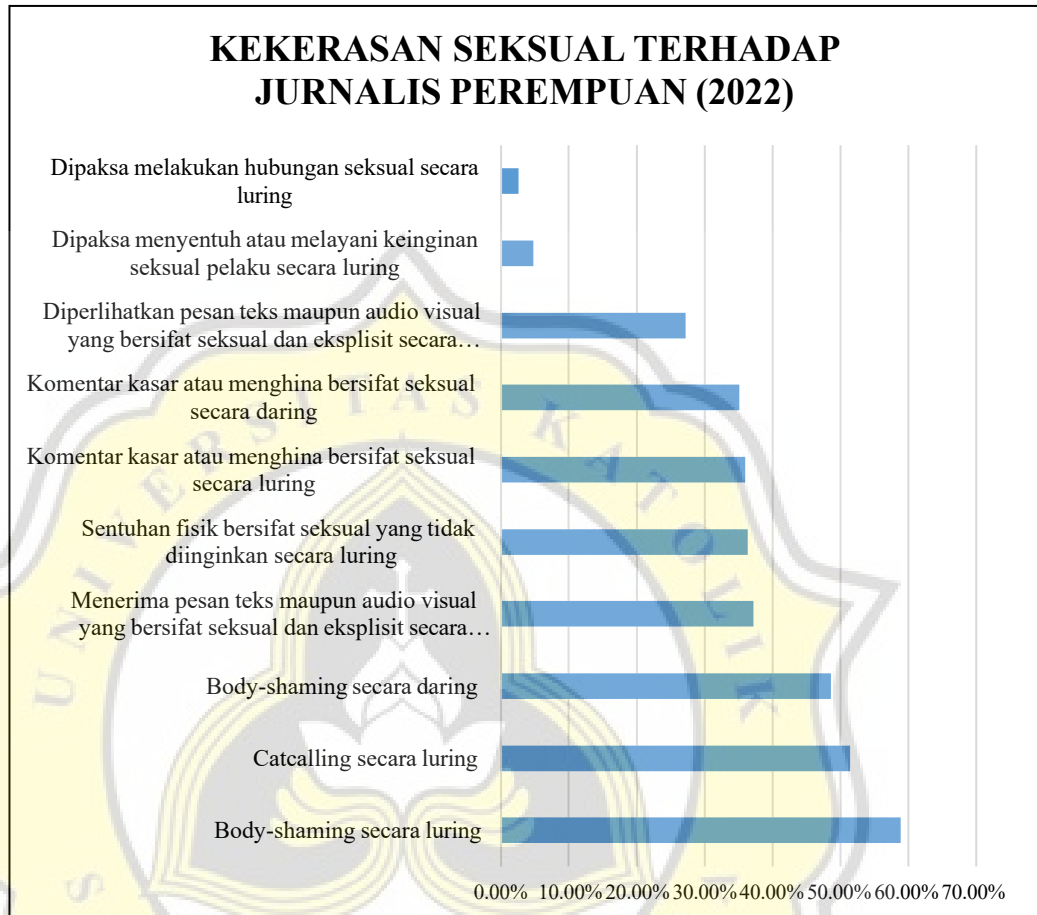 KEKERASAN SEKSUAL TERHADAP
JURNALIS PEREMPUAN (2022)
Dipaksa melakukan hubungan seksual secara
luring
Dipaksa menyentuh atau melayani keinginan
seksual pelaku secara luring
Diperlihatkan pesan teks maupun audio visual
yang bersifat seksual dan eksplisit secara…
Komentar kasar atau menghina bersifat seksual
secara daring
Komentar kasar atau menghina bersifat seksual
secara luring
Sentuhan fisik bersifat seksual yang tidak
diinginkan secara luring
Menerima pesan teks maupun audio visual
yang bersifat seksual dan eksplisit secara…
Body-shaming secara daring
Catcalling secara luring
Body-shaming secara luring
0.00% 10.00% 20.00% 30.00% 40.00% 50.00% 60.00% 70.00%
UNIVERSITAS KATOLIK